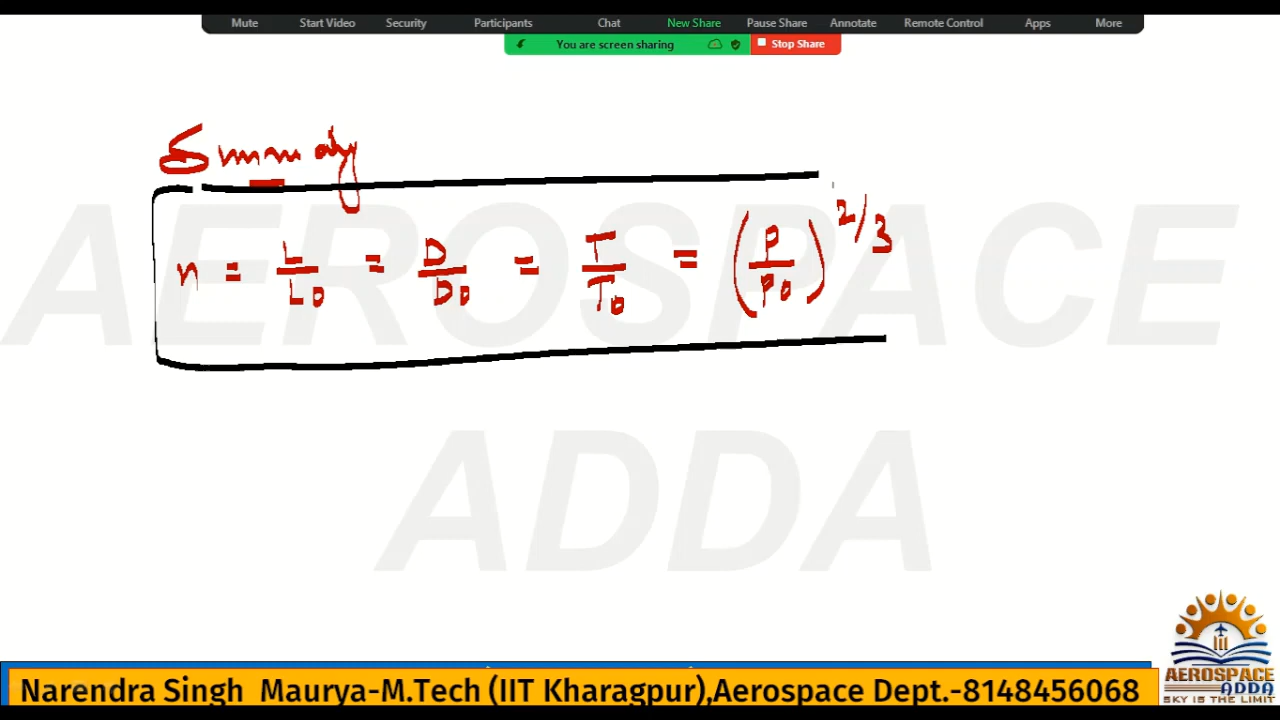 Mute Start Video Security Participants Chat New Share Pause Share Annotate Remote Control Apps More
You are screen sharing Stop Share
Summary
n = L/L0 = D/D0 = T/T0 = (P/P0)^2/3
AEROSPACE
ADDA
AEROSPACE
ADDA
SKY IS THE LIMIT
Narendra Singh Maurya-M.Tech (IIT Kharagpur),Aerospace Dept.-8148456068